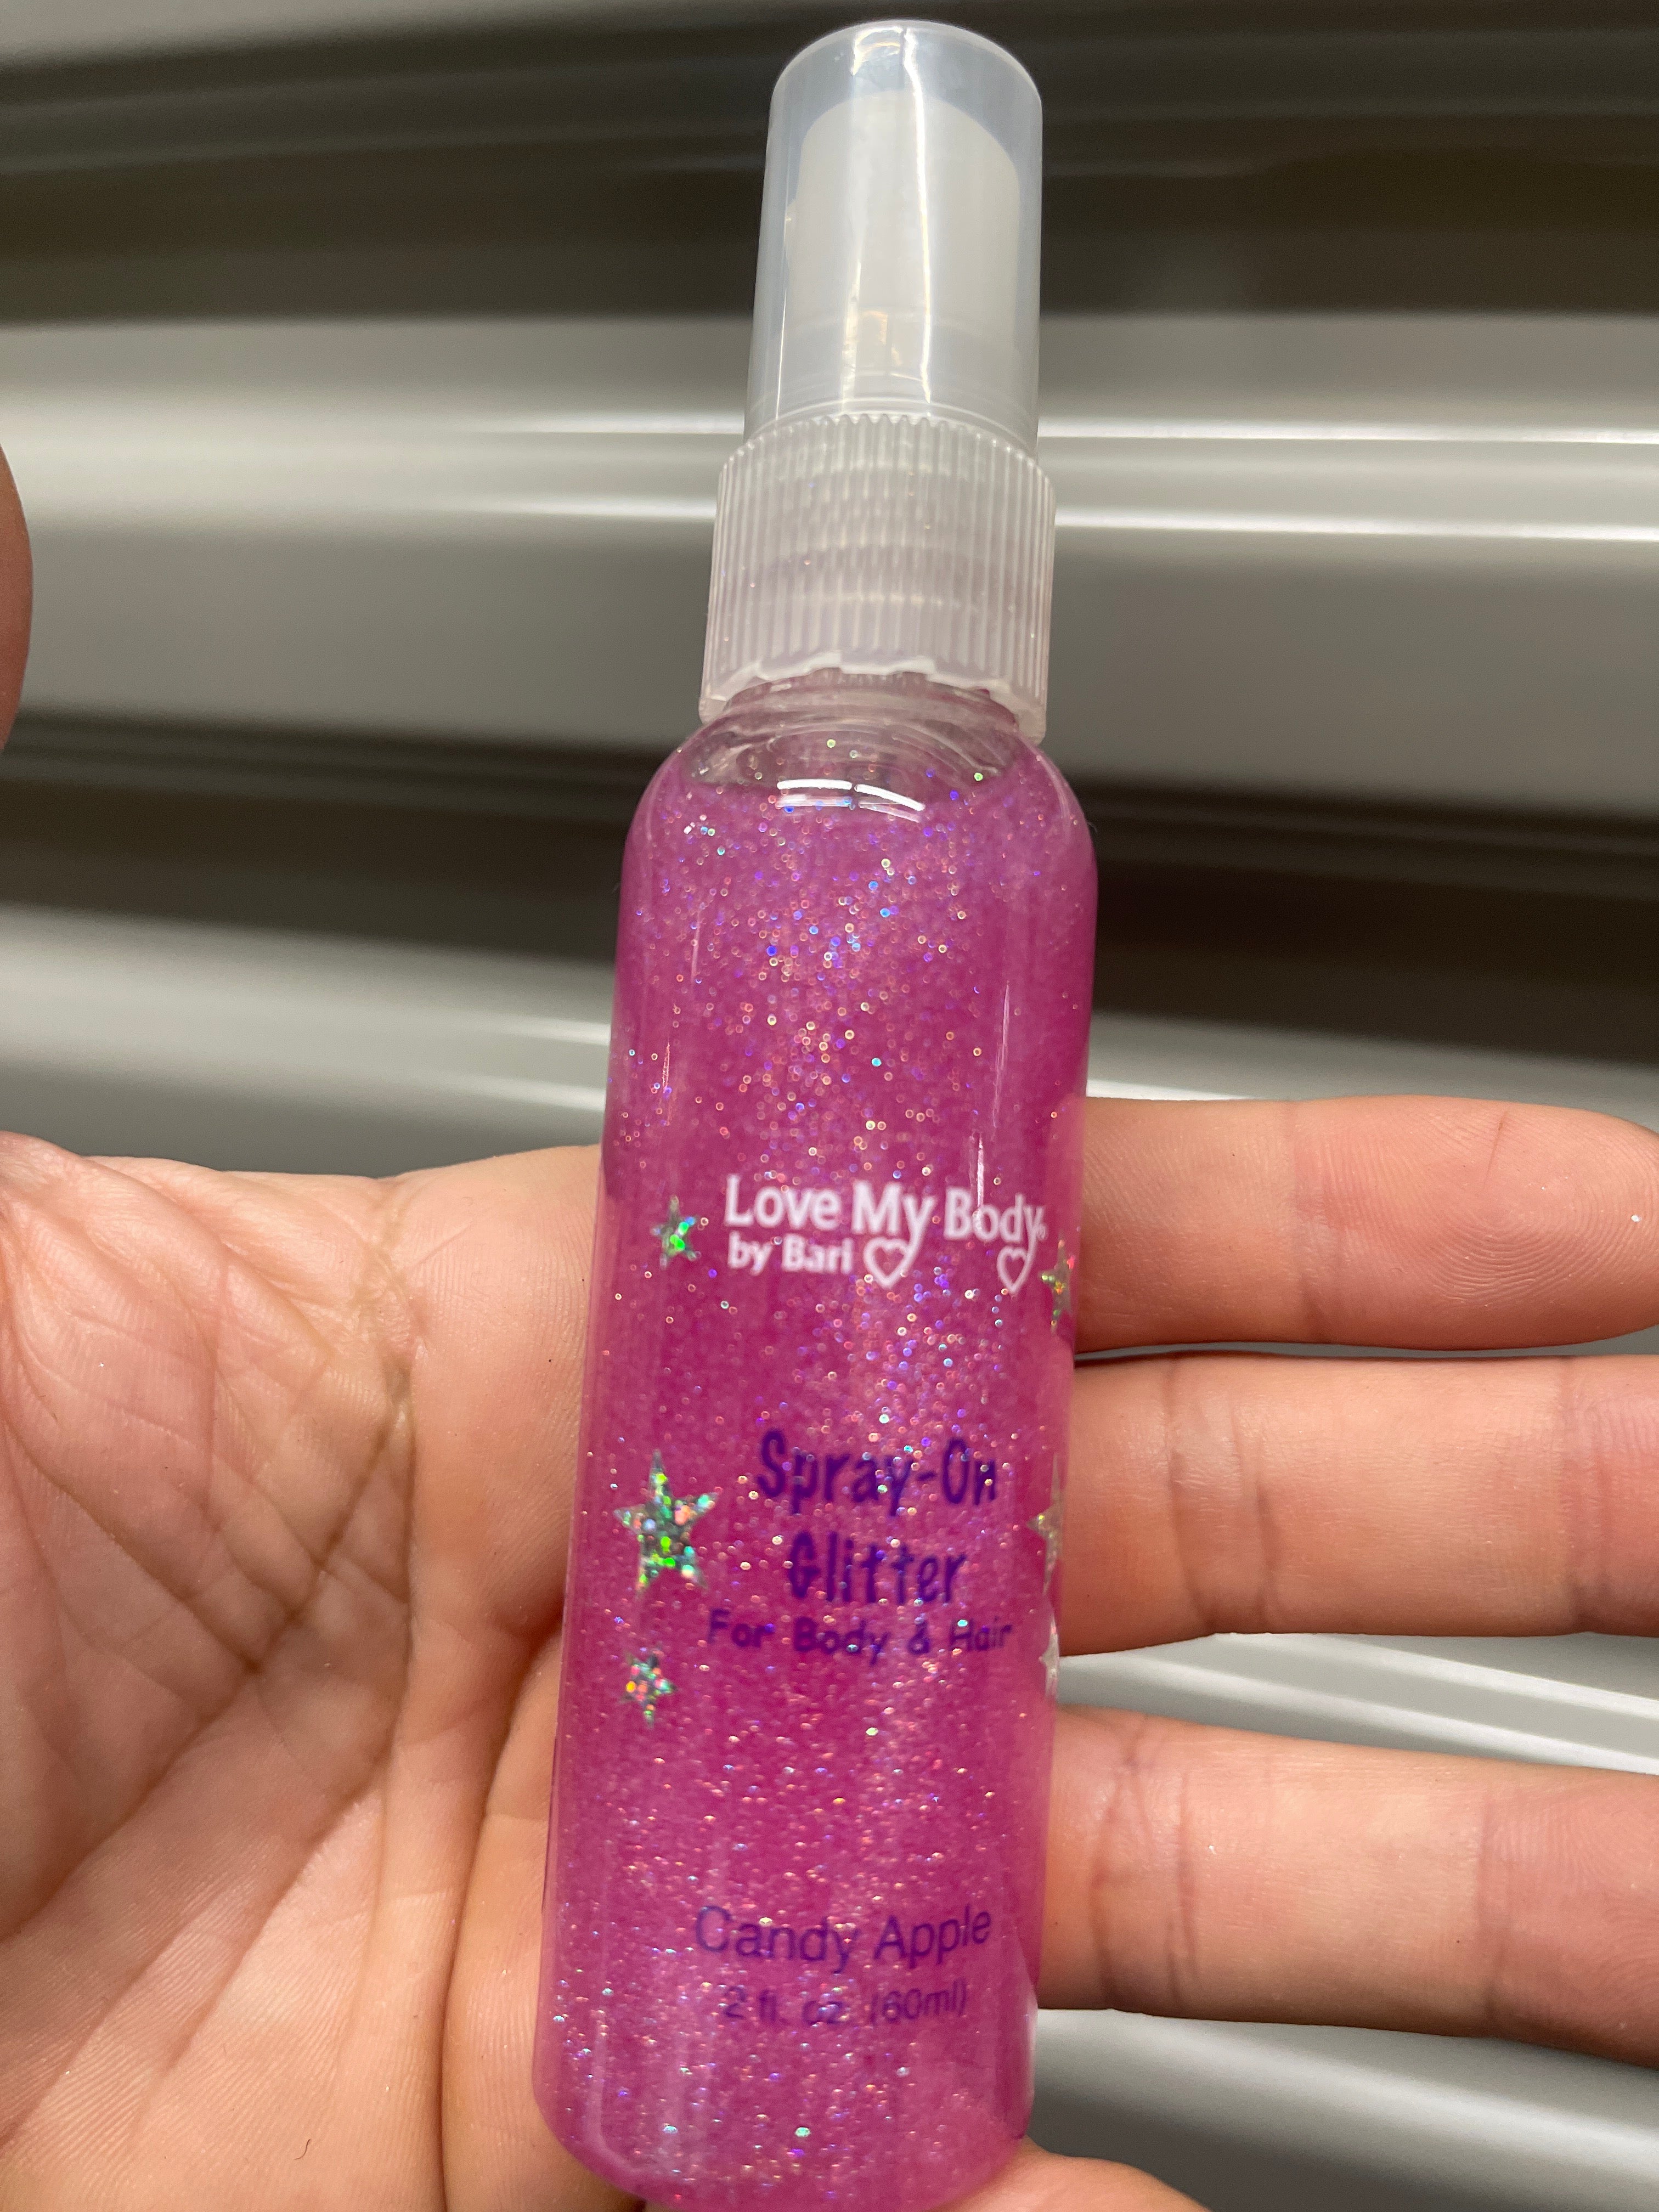 Love My Body®
by Bari
Spray-On
Glitter
For Body & Hair
Candy Apple
2 fl. oz. (60ml)